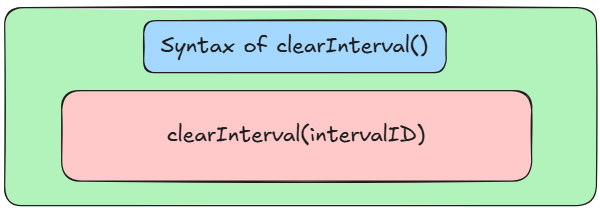 Syntax of clearInterval()
clearInterval(intervalID)